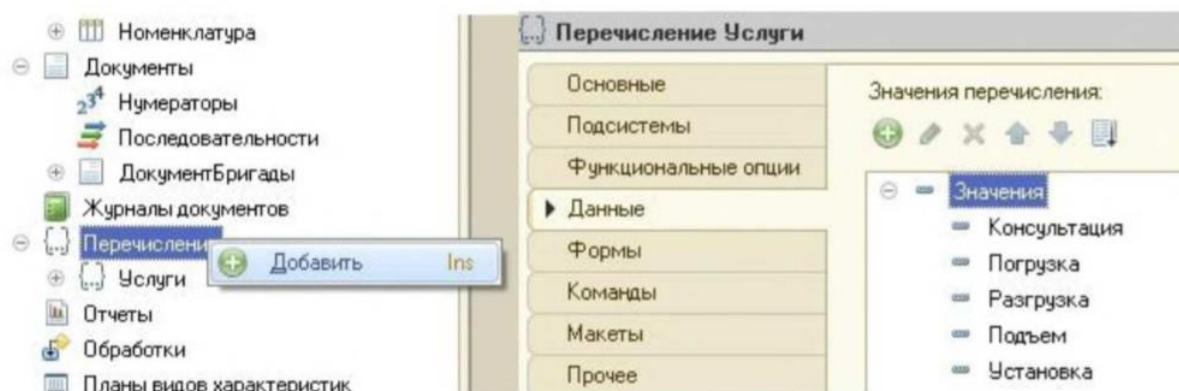 Номенклатура
Документы
Нумераторы
Последовательности
ДокументБригады
Журналы документов
Перечислени
Добавить Ins
Услуги
Отчеты
Обработки
Планы видов характеристик
Перечисление Услуги
Основные
Подсистемы
Функциональные опции
Данные
Формы
Команды
Макеты
Прочее
Значения перечисления:
Значения
Консультация
Погрузка
Разгрузка
Подъем
Установка